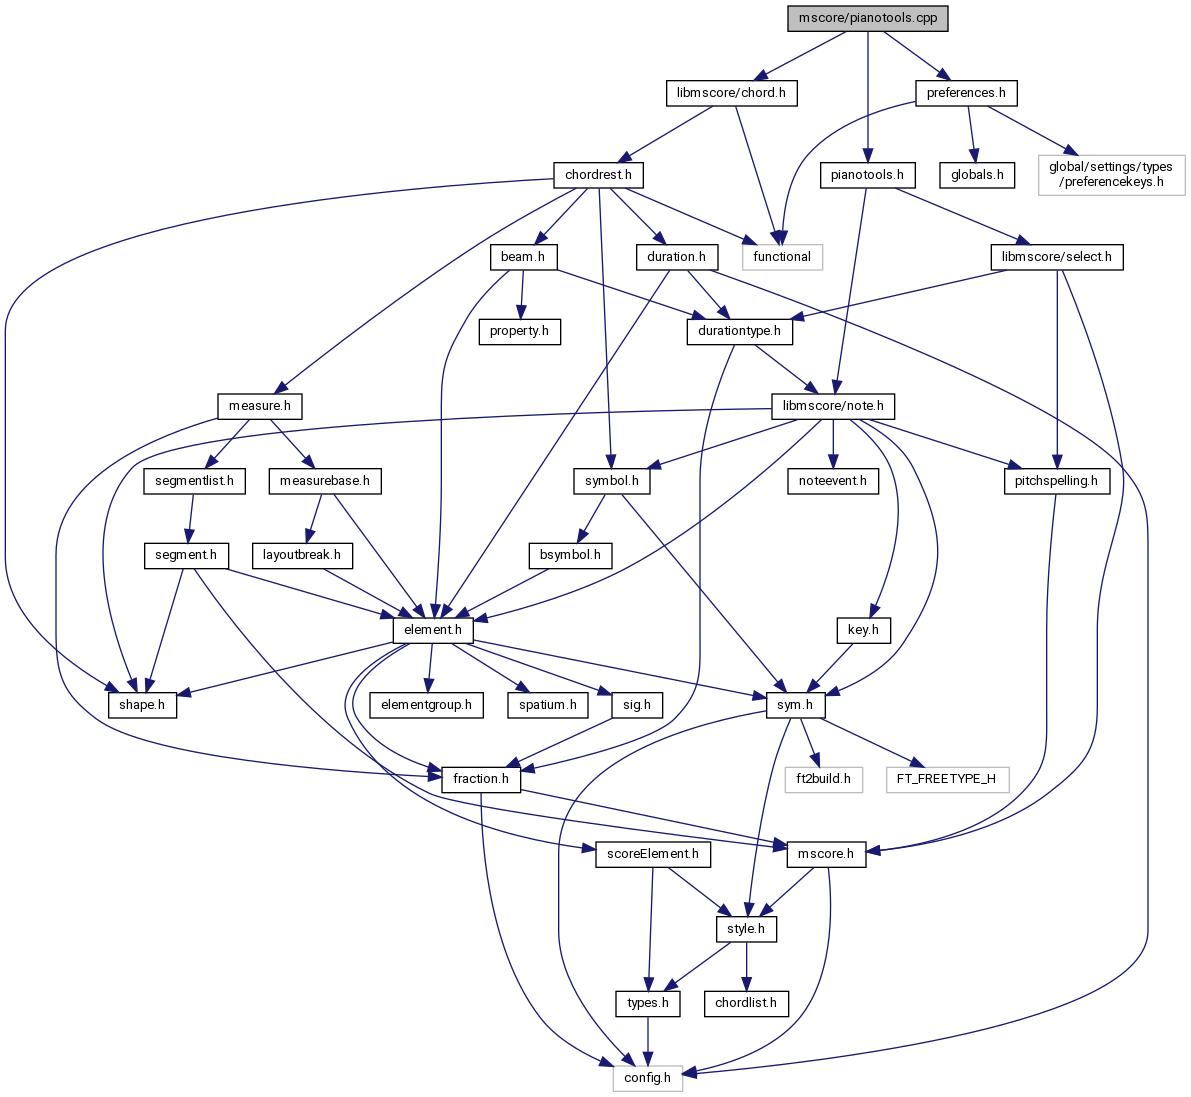 mscore/pianotools.cpp
libmscore/chord.h
preferences.h
chordrest.h
pianotools.h
globals.h
global/settings/types
/preferencekeys.h
beam.h
duration.h
functional
libmscore/select.h
property.h
durationtype.h
measure.h
libmscore/note.h
segmentlist.h
measurebase.h
symbol.h
noteevent.h
pitchspelling.h
segment.h
layoutbreak.h
bsymbol.h
element.h
key.h
shape.h
elementgroup.h
spatium.h
sig.h
sym.h
fraction.h
ft2build.h
FT_FREETYPE_H
scoreElement.h
mscore.h
style.h
types.h
chordlist.h
config.h